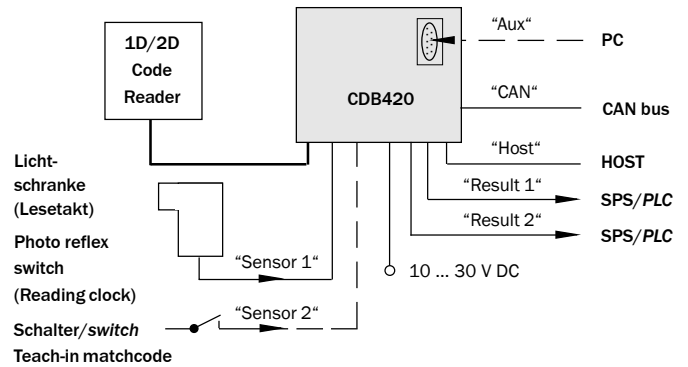 1D/2D
Code
Reader
CDB420
“Aux“
PC
“CAN“
CAN bus
“Host“
HOST
“Result 1“
SPS/PLC
“Result 2“
SPS/PLC
10 ... 30 V DC
Licht-
schranke
(Lesetakt)
Photo reflex
switch
(Reading clock)
“Sensor 1“
“Sensor 2“
Schalter/switch
Teach-in matchcode